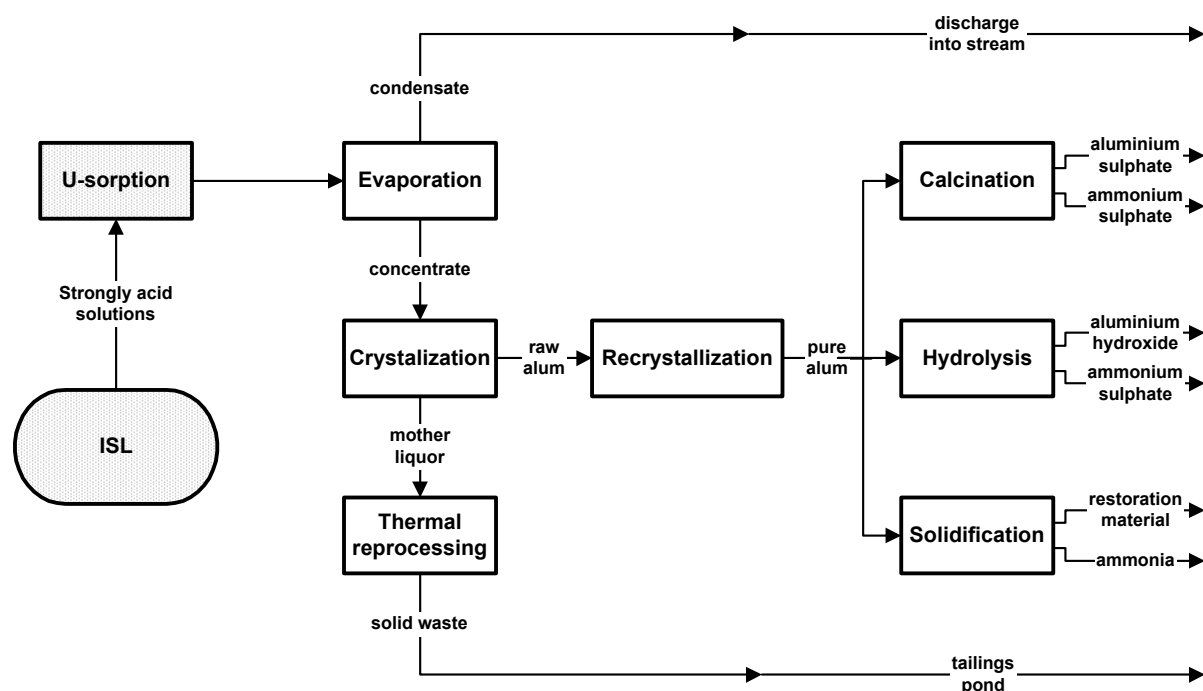 discharge
into stream
condensate
U-sorption
Evaporation
Calcination
aluminium
sulphate
ammonium
sulphate
concentrate
Strongly acid
solutions
Crystalization
raw
alum
Recrystallization
pure
alum
Hydrolysis
aluminium
hydroxide
ammonium
sulphate
ISL
mother
liquor
Thermal
reprocessing
Solidification
restoration
material
ammonia
solid waste
tailings
pond